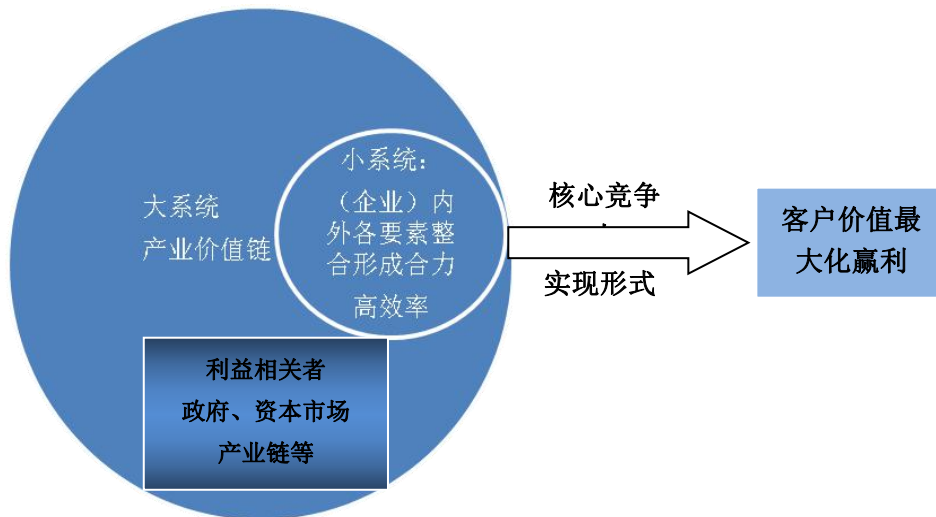 大系统
产业价值链
小系统：
（企业）内
外各要素整
合形成合力
高效率
利益相关者
政府、资本市场
产业链等
核心竞争
实现形式
客户价值最
大化赢利